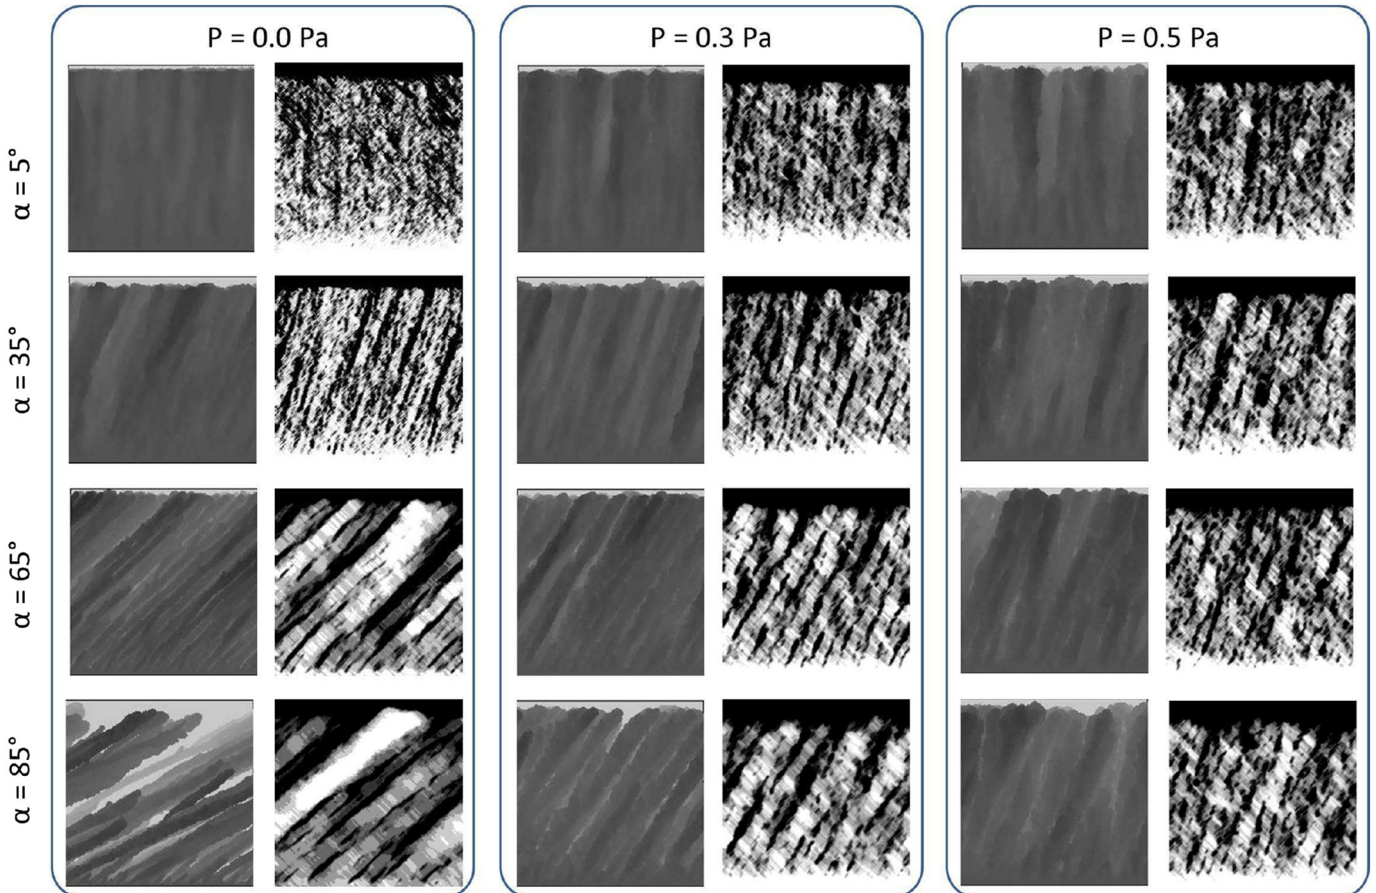 P = 0.0 Pa
P = 0.3 Pa
P = 0.5 Pa
α = 5°
α = 35°
α = 65°
α = 85°